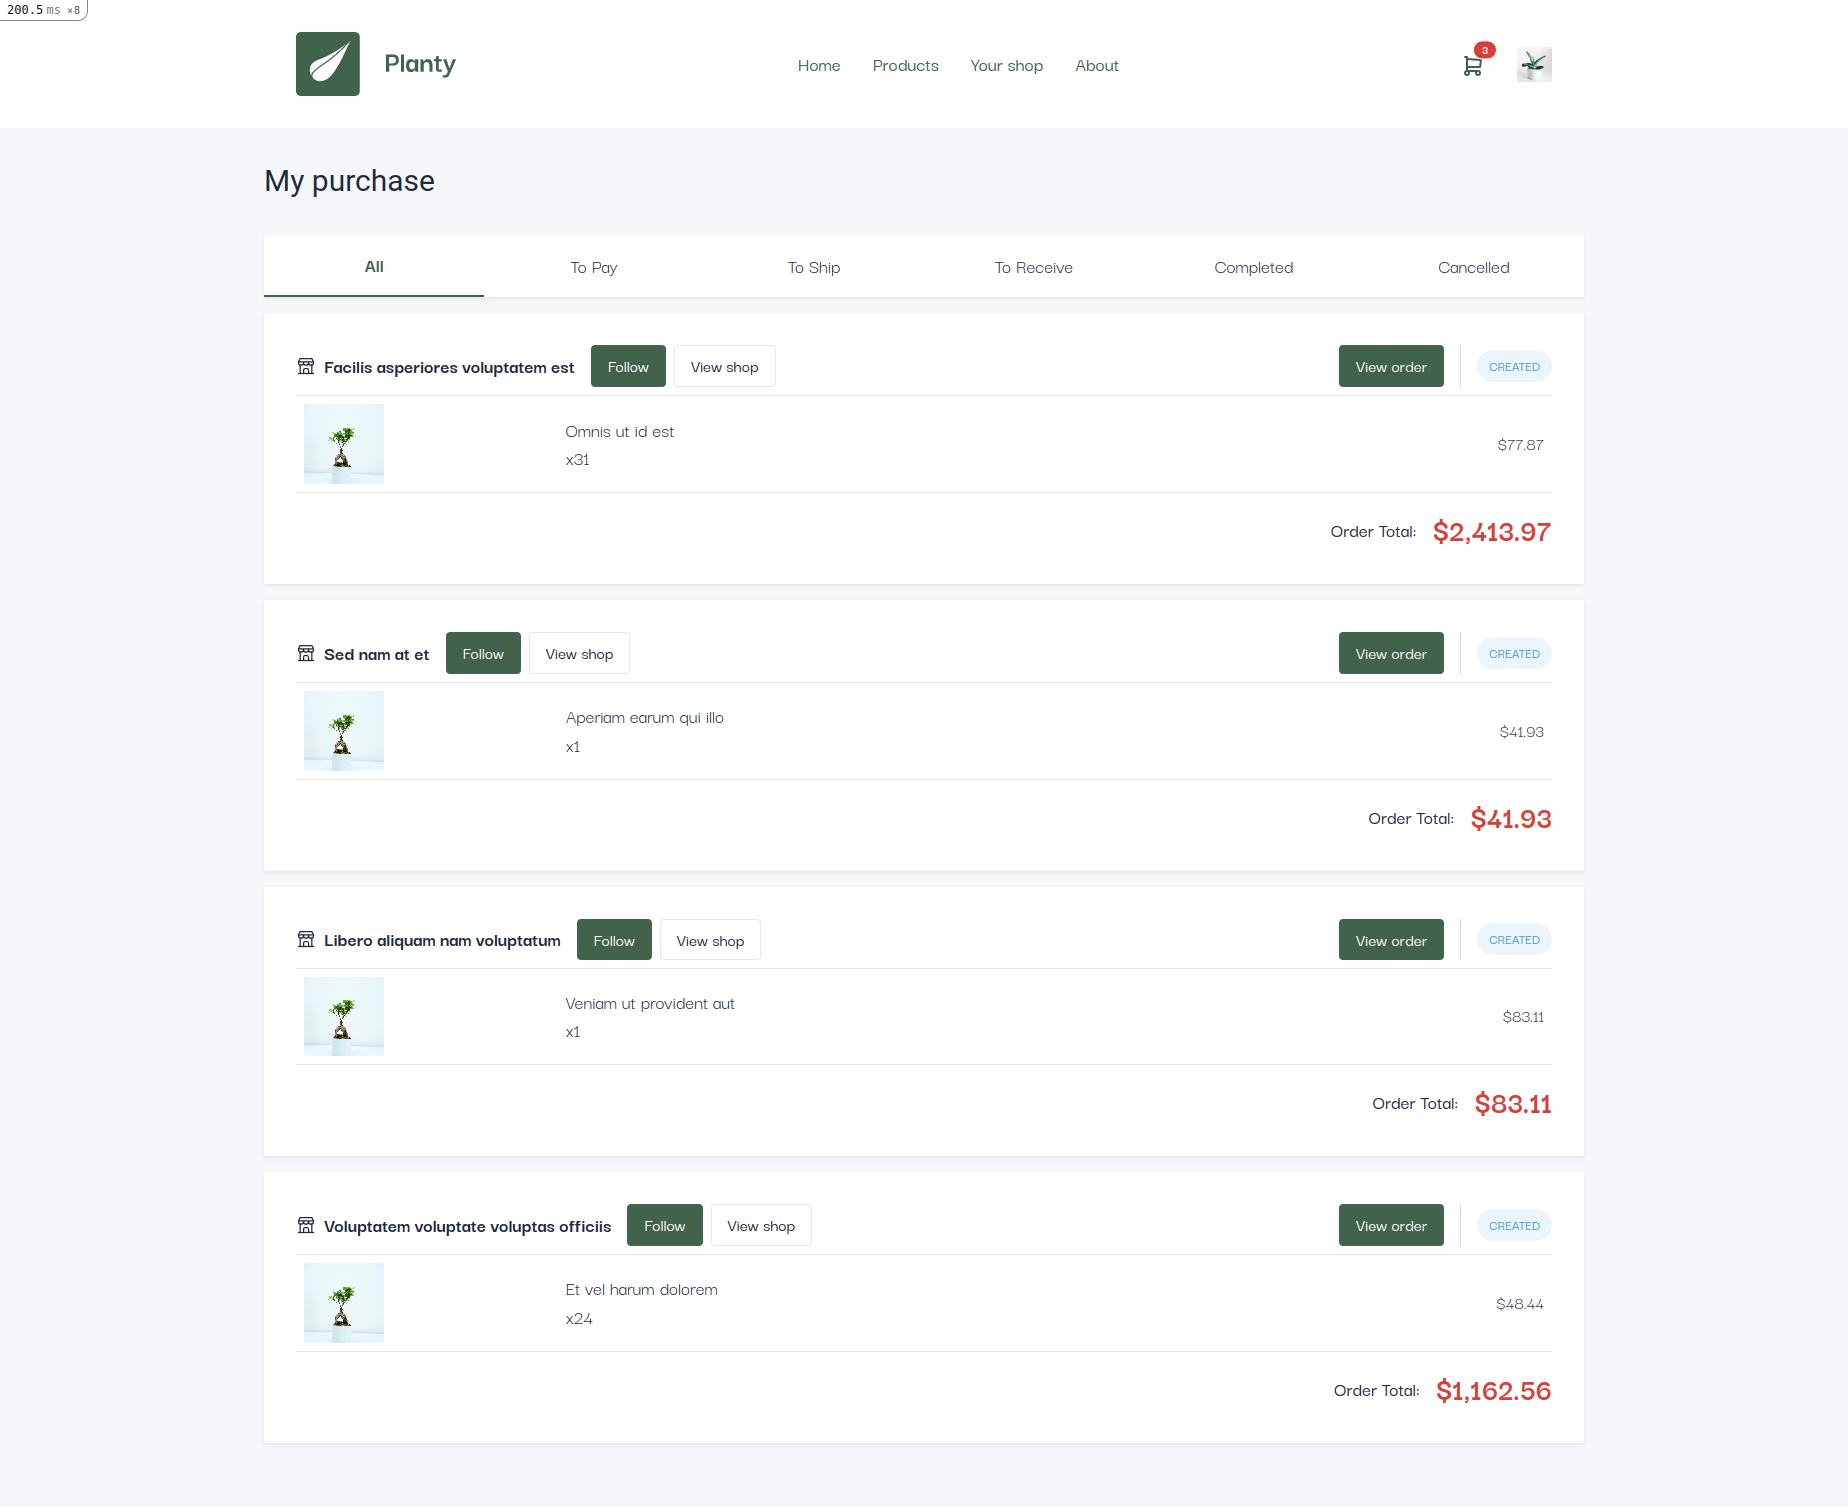 200.5 ms ×8
Planty
Home Products Your shop About
3
My purchase
All To Pay To Ship To Receive Completed Cancelled
Facilis asperiores voluptatem est Follow View shop View order CREATED
Omnis ut id est
x31
$77.87
Order Total: $2,413.97
Sed nam at et Follow View shop View order CREATED
Aperiam earum qui illo
x1
$41.93
Order Total: $41.93
Libero aliquam nam voluptatum Follow View shop View order CREATED
Veniam ut provident aut
x1
$83.11
Order Total: $83.11
Voluptatem voluptate voluptas officiis Follow View shop View order CREATED
Et vel harum dolorem
x24
$48.44
Order Total: $1,162.56